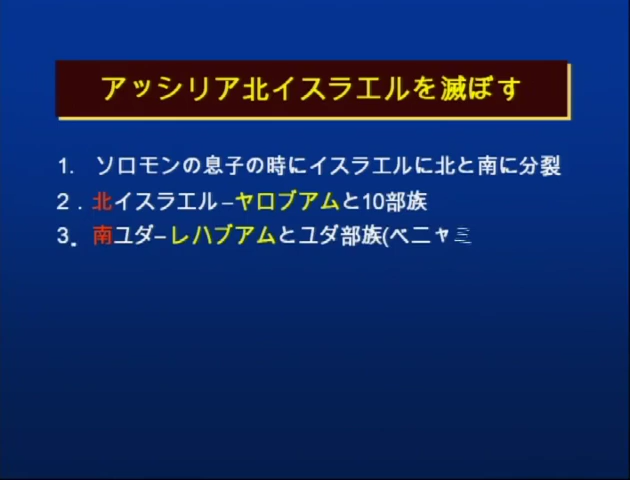 アッシリア北イスラエルを滅ぼす
1. ソロモンの息子の時にイスラエルに北と南に分裂
2．北イスラエル–ヤロブアムと10部族
3．南ユダ–レハブアムとユダ部族(ベニヤミ